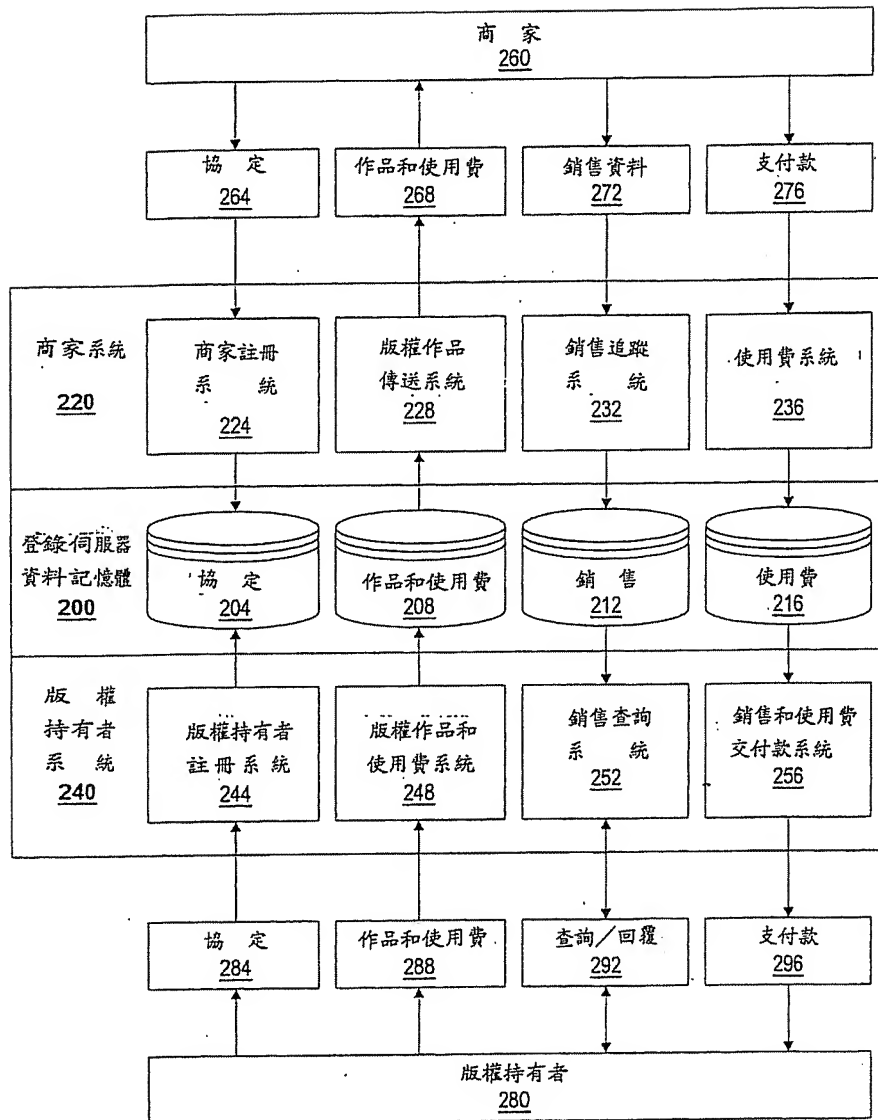 商 家
260
協 定
264
作品和使用費
268
銷售資料
272
支付款
276
商家系統
220
商家註冊
系 統
224
版權作品
傳送系統
228
銷售追蹤
系 統
232
使用費系統
236
登錄伺服器
資料記憶體
200
協 定
204
作品和使用費
208
銷 售
212
使用費
216
版 權
持有者
系 統
240
版權持有者
註冊系統
244
版權作品和
使用費系統
248
銷售查詢
系 統
252
銷售和使用費
交付款系統
256
協 定
284
作品和使用費
288
查詢／回覆
292
支付款
296
版權持有者
280